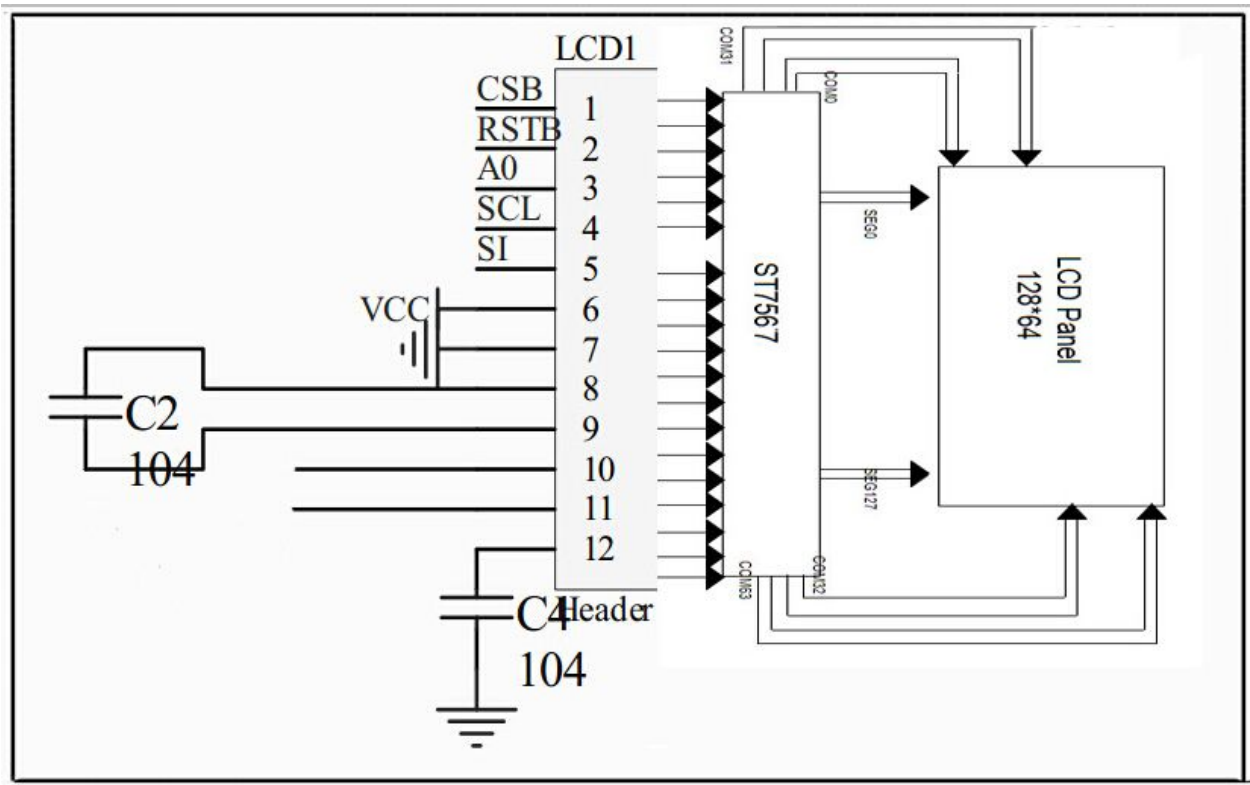 LCD1
CSB
RSTB
A0
SCL
SI
VCC
1
2
3
4
5
6
7
8
9
10
11
12
C2
104
C4
104
Header
COM31
COM0
SEG0
ST7567
LCD Panel
128*64
SEG127
COM63
COM32